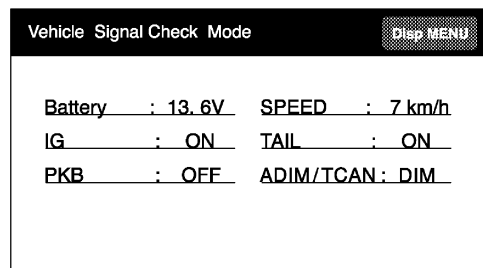 Vehicle Signal Check Mode Disp MENU
Battery : 13. 6V SPEED : 7 km/h
IG : ON TAIL : ON
PKB : OFF ADIM/TCAN : DIM